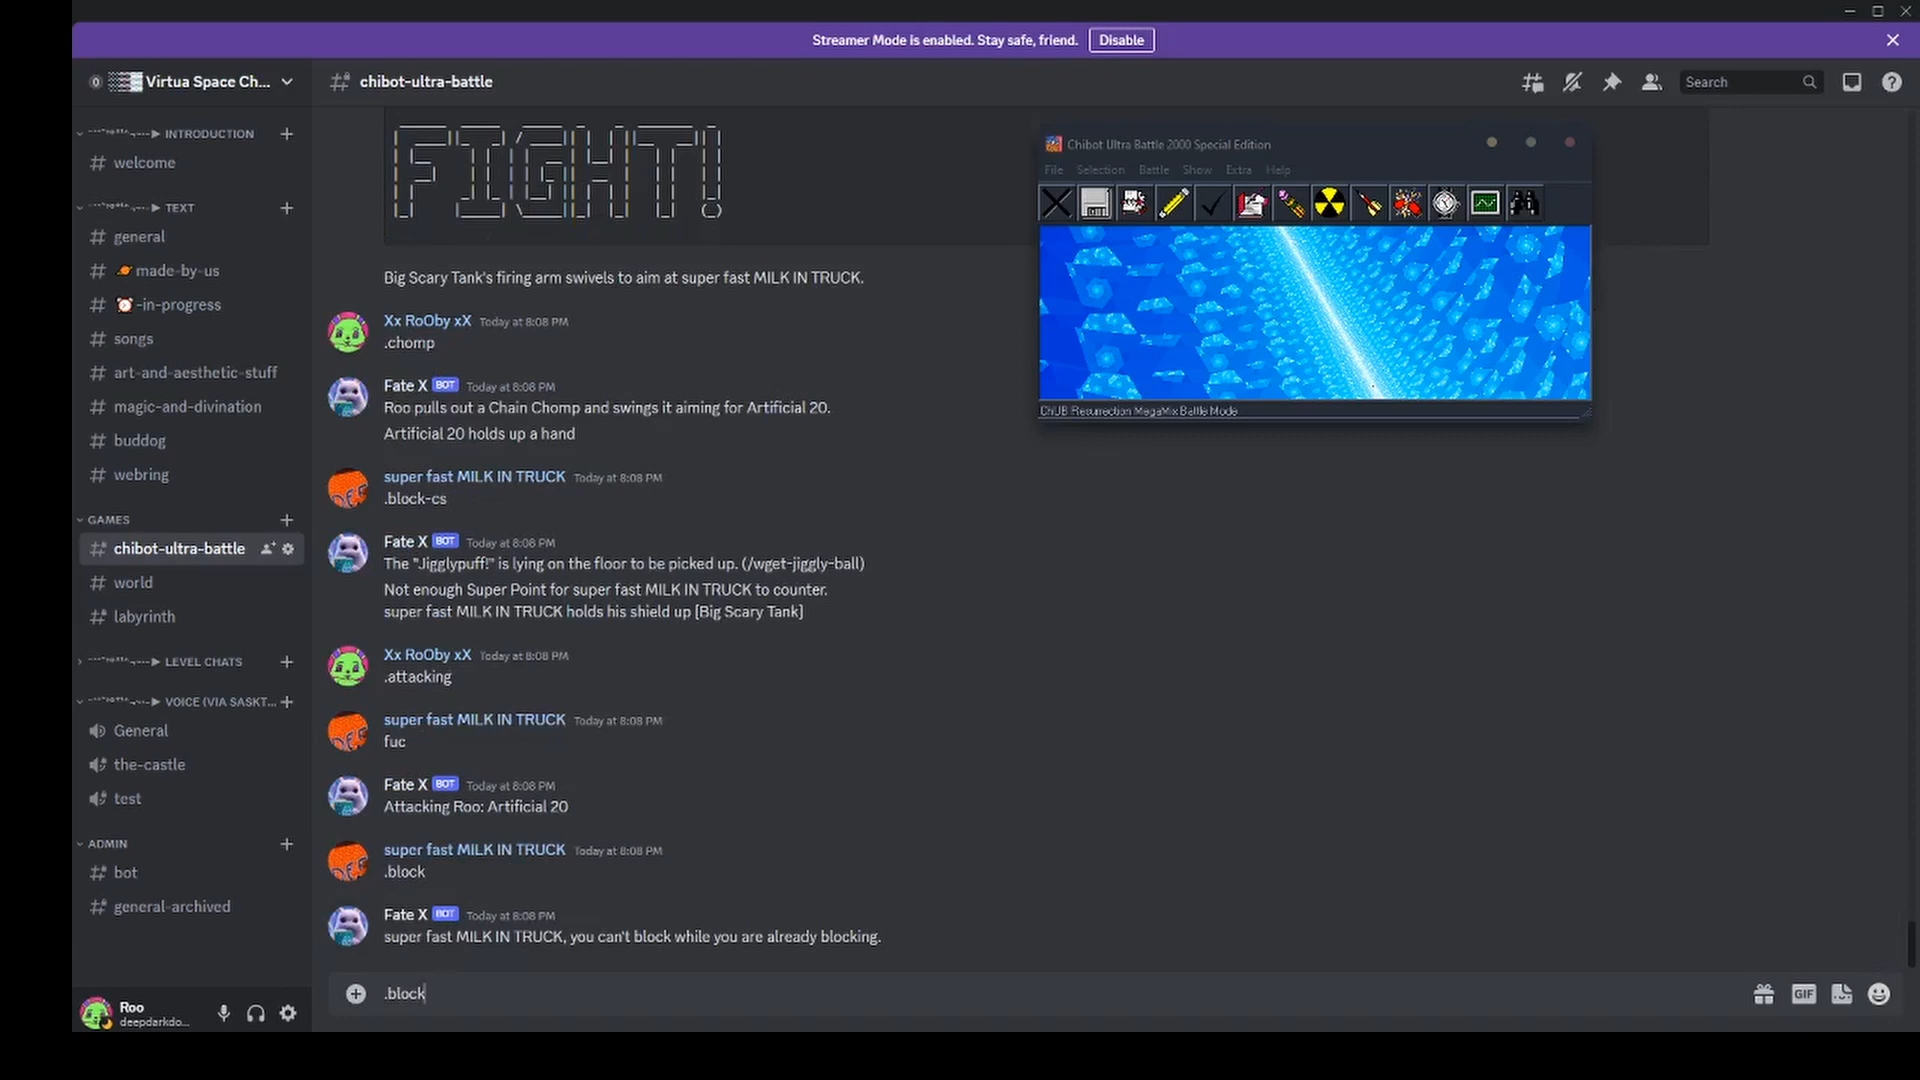 Streamer Mode is enabled. Stay safe, friend. Disable
Virtua Space Ch...
chibot-ultra-battle
Search
INTRODUCTION
welcome
TEXT
general
made-by-us
-in-progress
songs
art-and-aesthetic-stuff
magic-and-divination
buddog
webring
GAMES
chibot-ultra-battle
world
labyrinth
LEVEL CHATS
VOICE (VIA SASKT...
General
the-castle
test
ADMIN
bot
general-archived
Roo
deepdarkdo...
FIGHT!
Big Scary Tank's firing arm swivels to aim at super fast MILK IN TRUCK.
Xx RoOby xX Today at 8:08 PM
.chomp
Fate X BOT Today at 8:08 PM
Roo pulls out a Chain Chomp and swings it aiming for Artificial 20.
Artificial 20 holds up a hand
super fast MILK IN TRUCK Today at 8:08 PM
.block-cs
Fate X BOT Today at 8:08 PM
The "Jigglypuff!" is lying on the floor to be picked up. (/wget-jiggly-ball)
Not enough Super Point for super fast MILK IN TRUCK to counter.
super fast MILK IN TRUCK holds his shield up [Big Scary Tank]
Xx RoOby xX Today at 8:08 PM
.attacking
super fast MILK IN TRUCK Today at 8:08 PM
fuc
Fate X BOT Today at 8:08 PM
Attacking Roo: Artificial 20
super fast MILK IN TRUCK Today at 8:08 PM
.block
Fate X BOT Today at 8:08 PM
super fast MILK IN TRUCK, you can't block while you are already blocking.
.block
GIF
Chibot Ultra Battle 2000 Special Edition
File Selection Battle Show Extra Help
ChUB Resurrection MegaMix Battle Mode